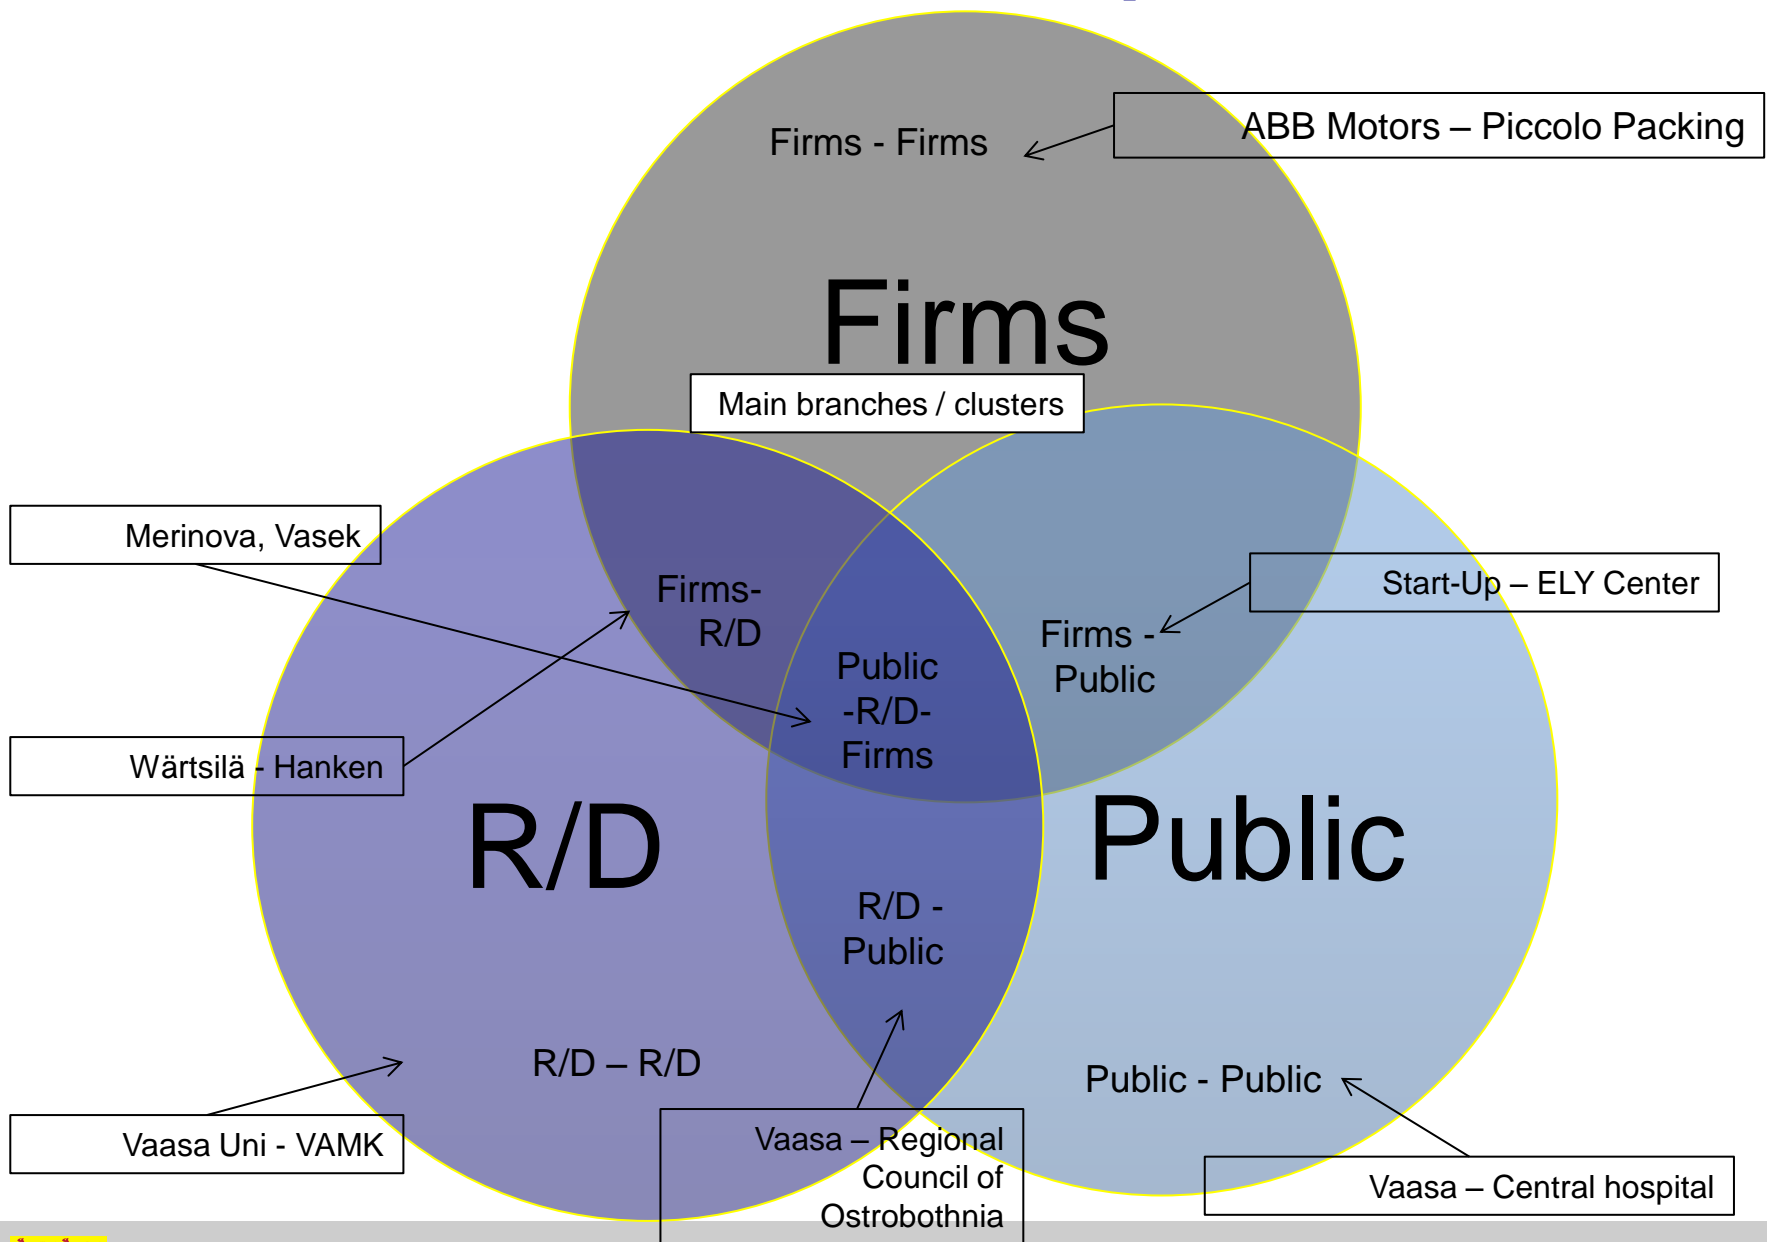 Firms - Firms
ABB Motors – Piccolo Packing
Firms
Main branches / clusters
Merinova, Vasek
Firms-
R/D
Start-Up – ELY Center
Firms -
Public
Public
-R/D-
Firms
Wärtsilä - Hanken
R/D
Public
R/D -
Public
R/D – R/D
Public - Public
Vaasa Uni - VAMK
Vaasa – Regional
Council of
Ostrobothnia
Vaasa – Central hospital